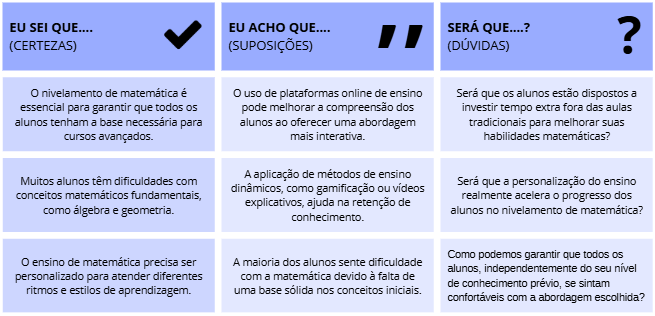 EU SEI QUE....
(CERTEZAS)
EU ACHO QUE....
(SUPOSIÇÕES)
SERÁ QUE....?
(DÚVIDAS)
?
O nivelamento de matemática é
essencial para garantir que todos os
alunos tenham a base necessária para
cursos avançados.
O uso de plataformas online de ensino
pode melhorar a compreensão dos
alunos ao oferecer uma abordagem
mais interativa.
Será que os alunos estão dispostos a
investir tempo extra fora das aulas
tradicionais para melhorar suas
habilidades matemáticas?
Muitos alunos têm dificuldades com
conceitos matemáticos fundamentais,
como álgebra e geometria.
A aplicação de métodos de ensino
dinâmicos, como gamificação ou vídeos
explicativos, ajuda na retenção de
conhecimento.
Será que a personalização do ensino
realmente acelera o progresso dos
alunos no nivelamento de matemática?
O ensino de matemática precisa ser
personalizado para atender diferentes
ritmos e estilos de aprendizagem.
A maioria dos alunos sente dificuldade
com a matemática devido à falta de
uma base sólida nos conceitos iniciais.
Como podemos garantir que todos os
alunos, independentemente do seu nível
de conhecimento prévio, se sintam
confortáveis com a abordagem escolhida?